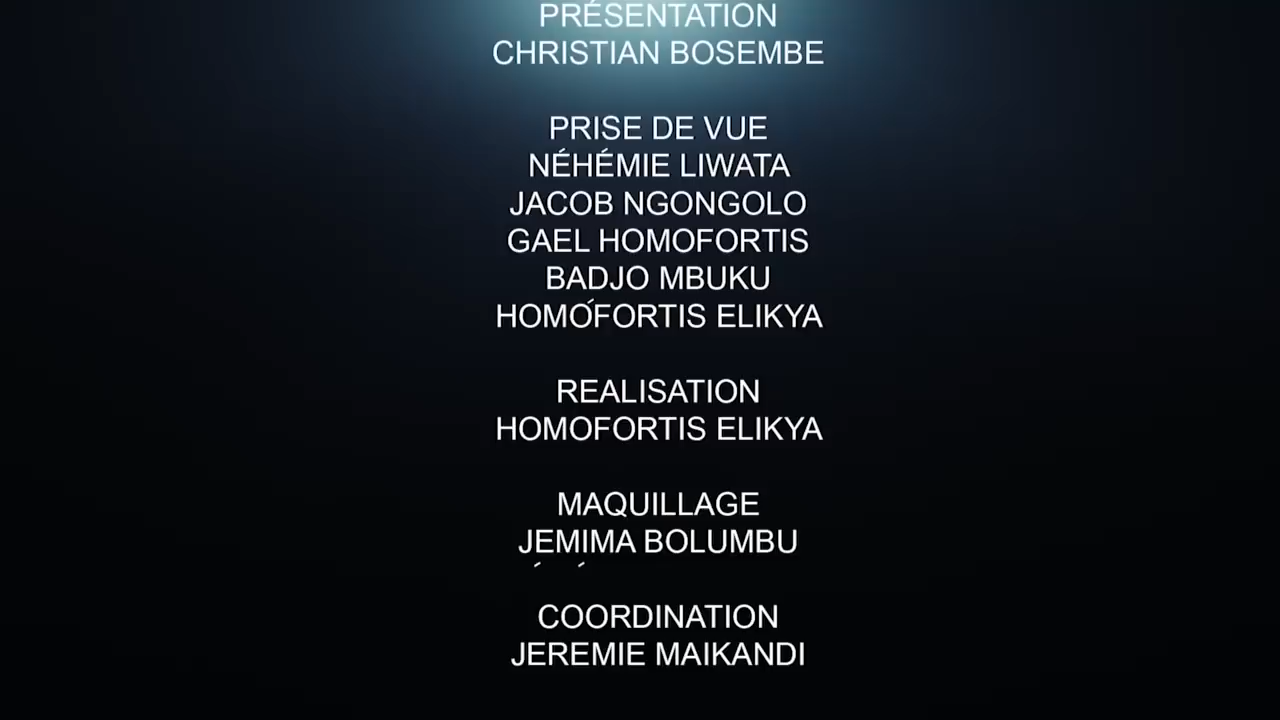 PRÉSENTATION
CHRISTIAN BOSEMBE
PRISE DE VUE
NÉHÉMIE LIWATA
JACOB NGONGOLO
GAEL HOMOFORTIS
BADJO MBUKU
HOMOFORTIS ELIKYA
REALISATION
HOMOFORTIS ELIKYA
MAQUILLAGE
JEMIMA BOLUMBU
COORDINATION
JEREMIE MAIKANDI